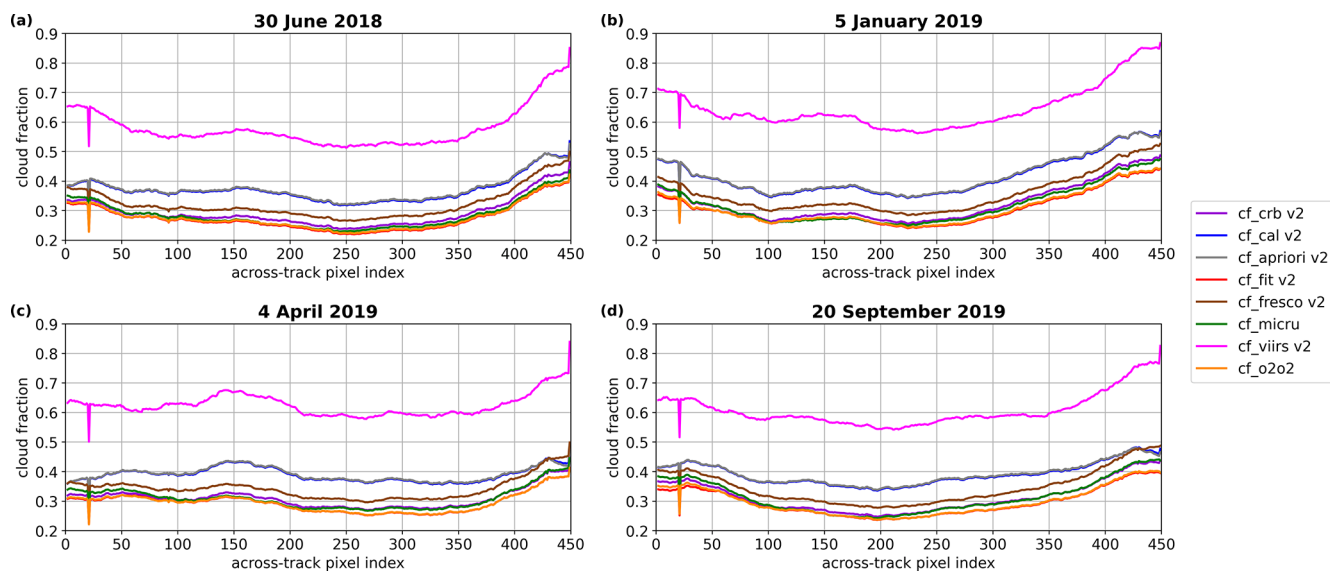 (a) 30 June 2018
cloud fraction
0.9
0.8
0.7
0.6
0.5
0.4
0.3
0.2
0 50 100 150 200 250 300 350 400 450
across-track pixel index
(b) 5 January 2019
cloud fraction
0.9
0.8
0.7
0.6
0.5
0.4
0.3
0.2
0 50 100 150 200 250 300 350 400 450
across-track pixel index
(c) 4 April 2019
cloud fraction
0.9
0.8
0.7
0.6
0.5
0.4
0.3
0.2
0 50 100 150 200 250 300 350 400 450
across-track pixel index
(d) 20 September 2019
cloud fraction
0.9
0.8
0.7
0.6
0.5
0.4
0.3
0.2
0 50 100 150 200 250 300 350 400 450
across-track pixel index
cf_crb v2
cf_cal v2
cf_apriori v2
cf_fit v2
cf_fresco v2
cf_micru
cf_viirs v2
cf_o2o2